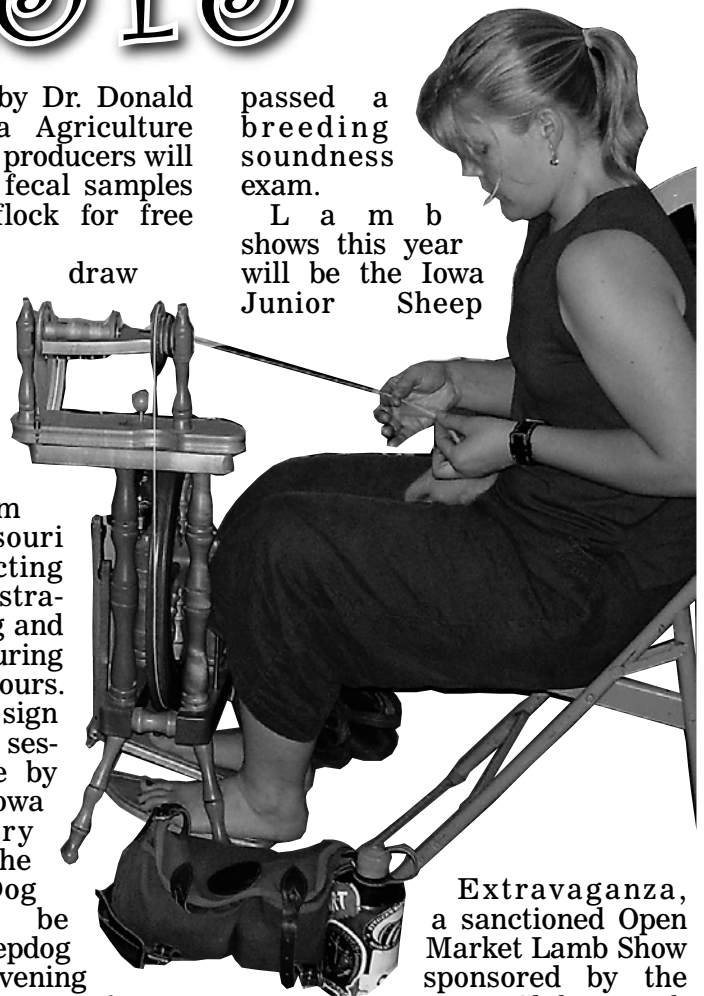 by Dr. Donald
a Agriculture
producers will
fecal samples
flock for free
draw
m
souri
cting
stra-
g and
uring
ours.
sign
ses-
e by
owa
ry
he
Dog
be
epdog
vening
passed a
breeding
soundness
exam.
Lamb
shows this year
will be the Iowa
Junior Sheep
Extravaganza,
a sanctioned Open
Market Lamb Show
sponsored by the